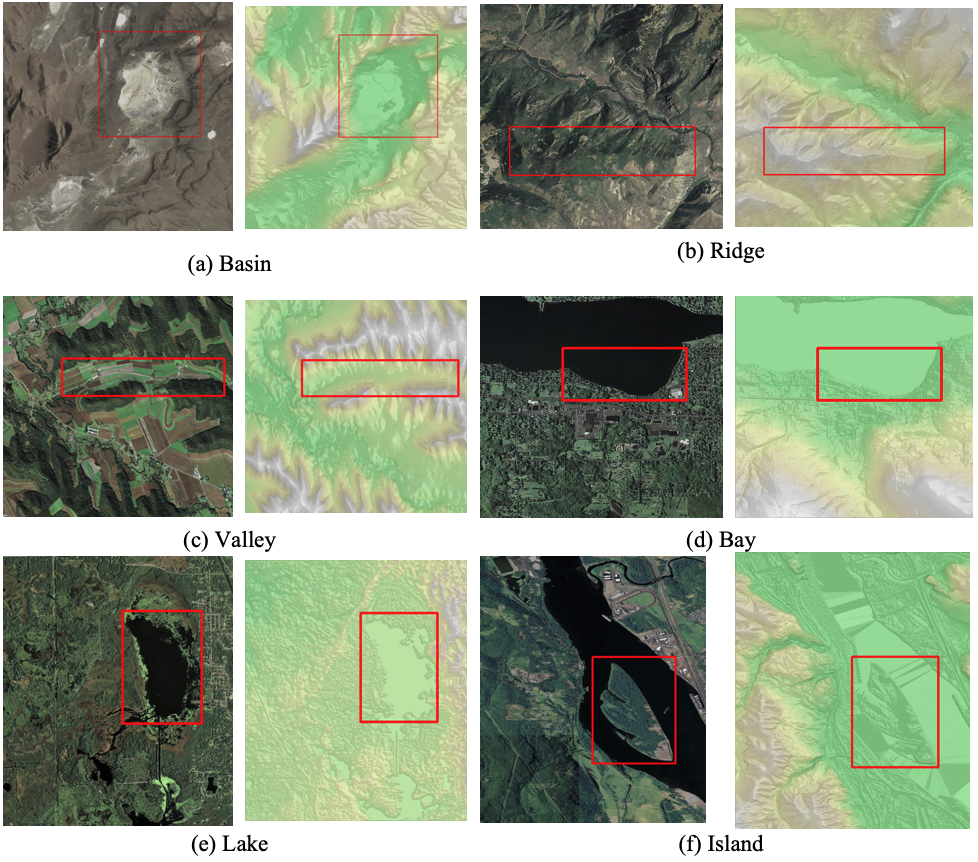 (a) Basin
(b) Ridge
(c) Valley
(d) Bay
(e) Lake
(f) Island